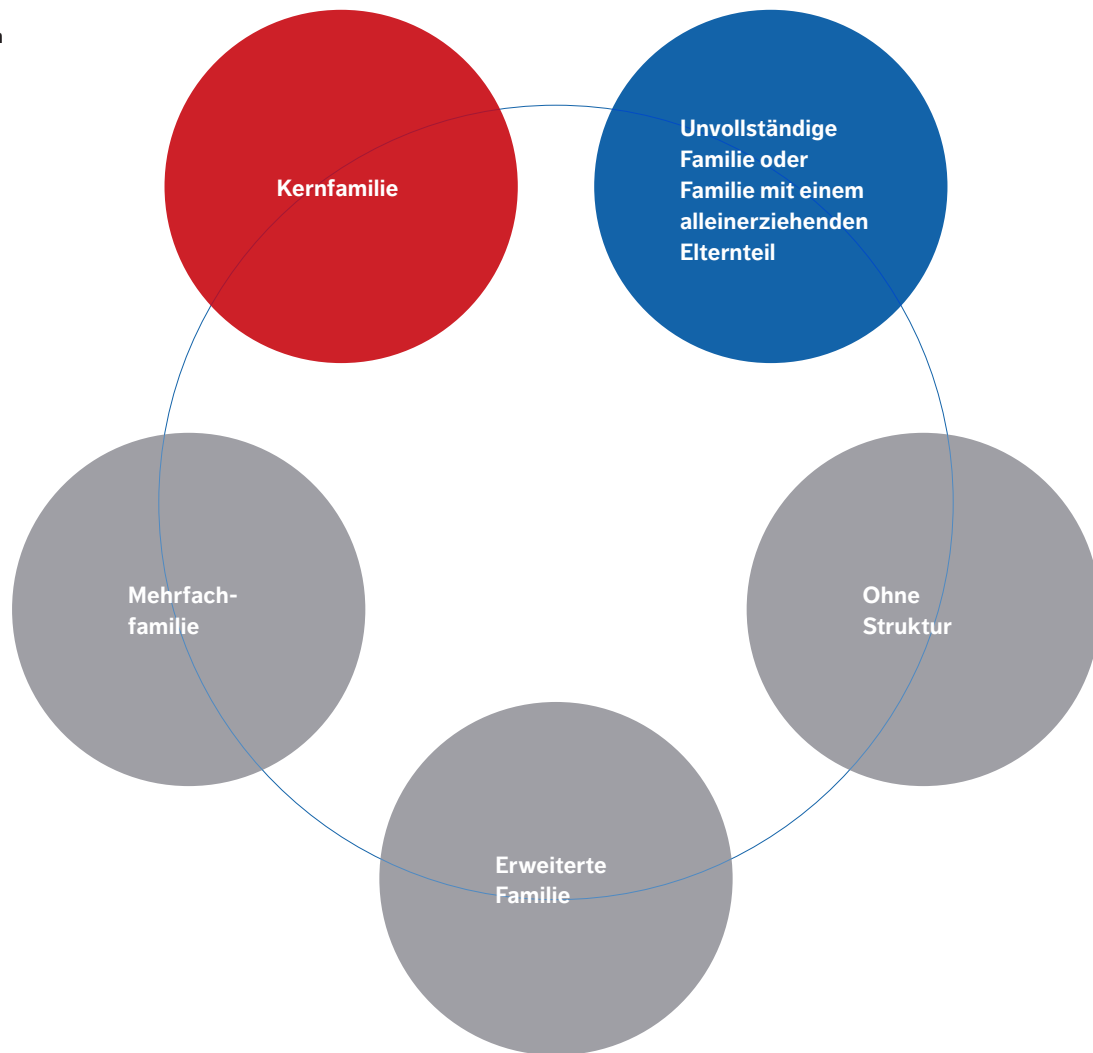 Kernfamilie
Unvollständige
Familie oder
Familie mit einem
alleinerziehenden
Elternteil
Mehrfach-
familie
Ohne
Struktur
Erweiterte
Familie